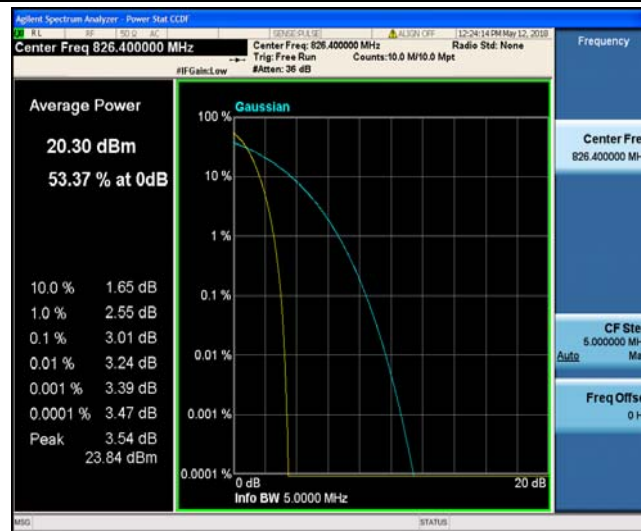 Agilent Spectrum Analyzer - Power Stat CCDF
RL RF 50 Ω AC SENSE:PULSE ALIGN OFF 12:24:14 PM May 12, 2018
Center Freq 826.400000 MHz
Center Freq: 826.400000 MHz Radio Std: None
Trig: Free Run Counts:10.0 M/10.0 Mpt
#IFGain:Low #Atten: 36 dB
Frequency
Average Power
20.30 dBm
53.37 % at 0dB
10.0 % 1.65 dB
1.0 % 2.55 dB
0.1 % 3.01 dB
0.01 % 3.24 dB
0.001 % 3.39 dB
0.0001 % 3.47 dB
Peak 3.54 dB
23.84 dBm
Gaussian
100 %
10 %
1 %
0.1 %
0.01 %
0.001 %
0.0001 %
0 dB 20 dB
Info BW 5.0000 MHz
Center Fre
826.400000 MH
CF Ste
5.000000 MH
Auto Ma
Freq Offse
0 H
MSG STATUS